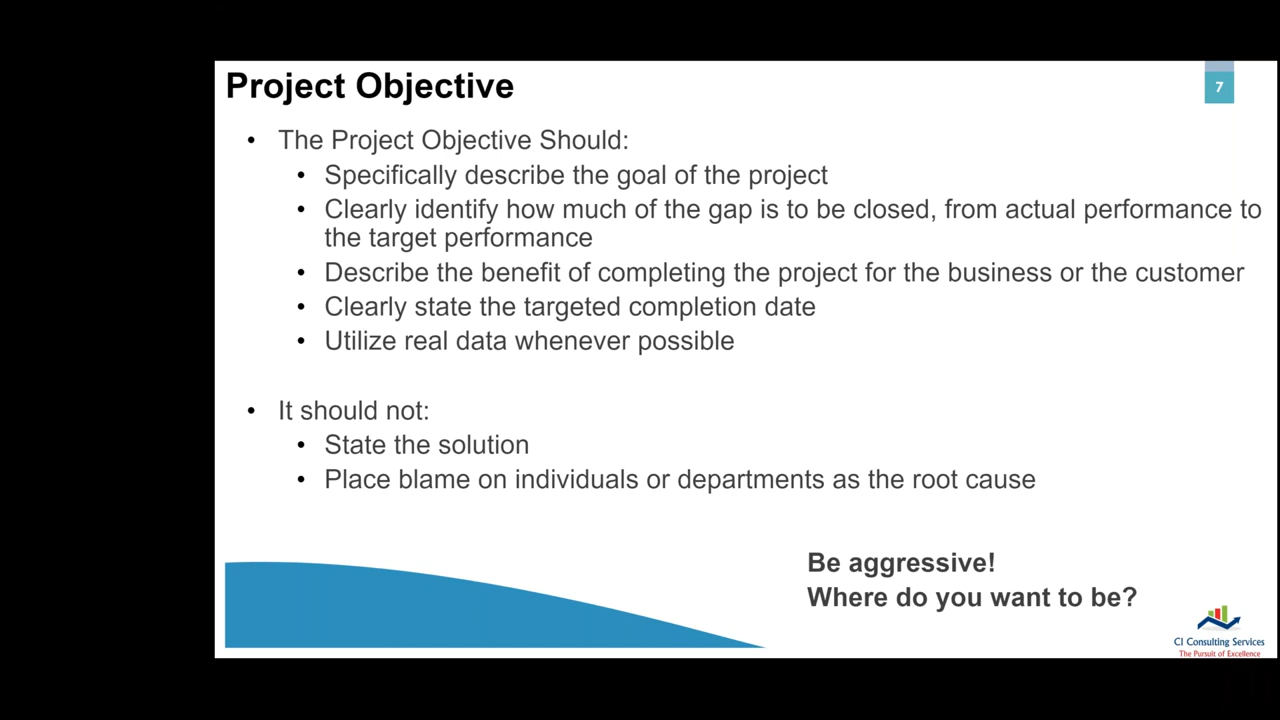 Project Objective
7
• The Project Objective Should:
• Specifically describe the goal of the project
• Clearly identify how much of the gap is to be closed, from actual performance to
the target performance
• Describe the benefit of completing the project for the business or the customer
• Clearly state the targeted completion date
• Utilize real data whenever possible
• It should not:
• State the solution
• Place blame on individuals or departments as the root cause
Be aggressive!
Where do you want to be?
CI Consulting Services
The Pursuit of Excellence